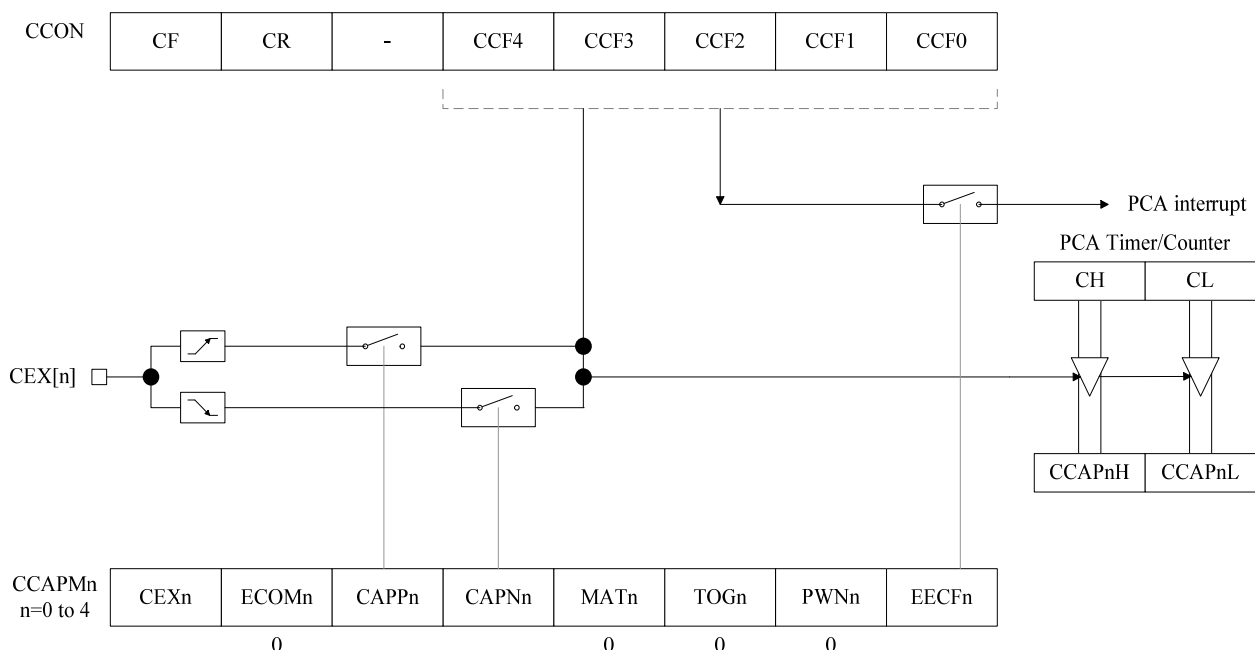 CCON CF CR - CCF4 CCF3 CCF2 CCF1 CCF0
PCA interrupt
PCA Timer/Counter
CH CL
CEX[n]
CCAPnH CCAPnL
CCAPMn
n=0 to 4
CEXn ECOMn CAPPn CAPNn MATn TOGn PWNn EECFn
0 0 0 0